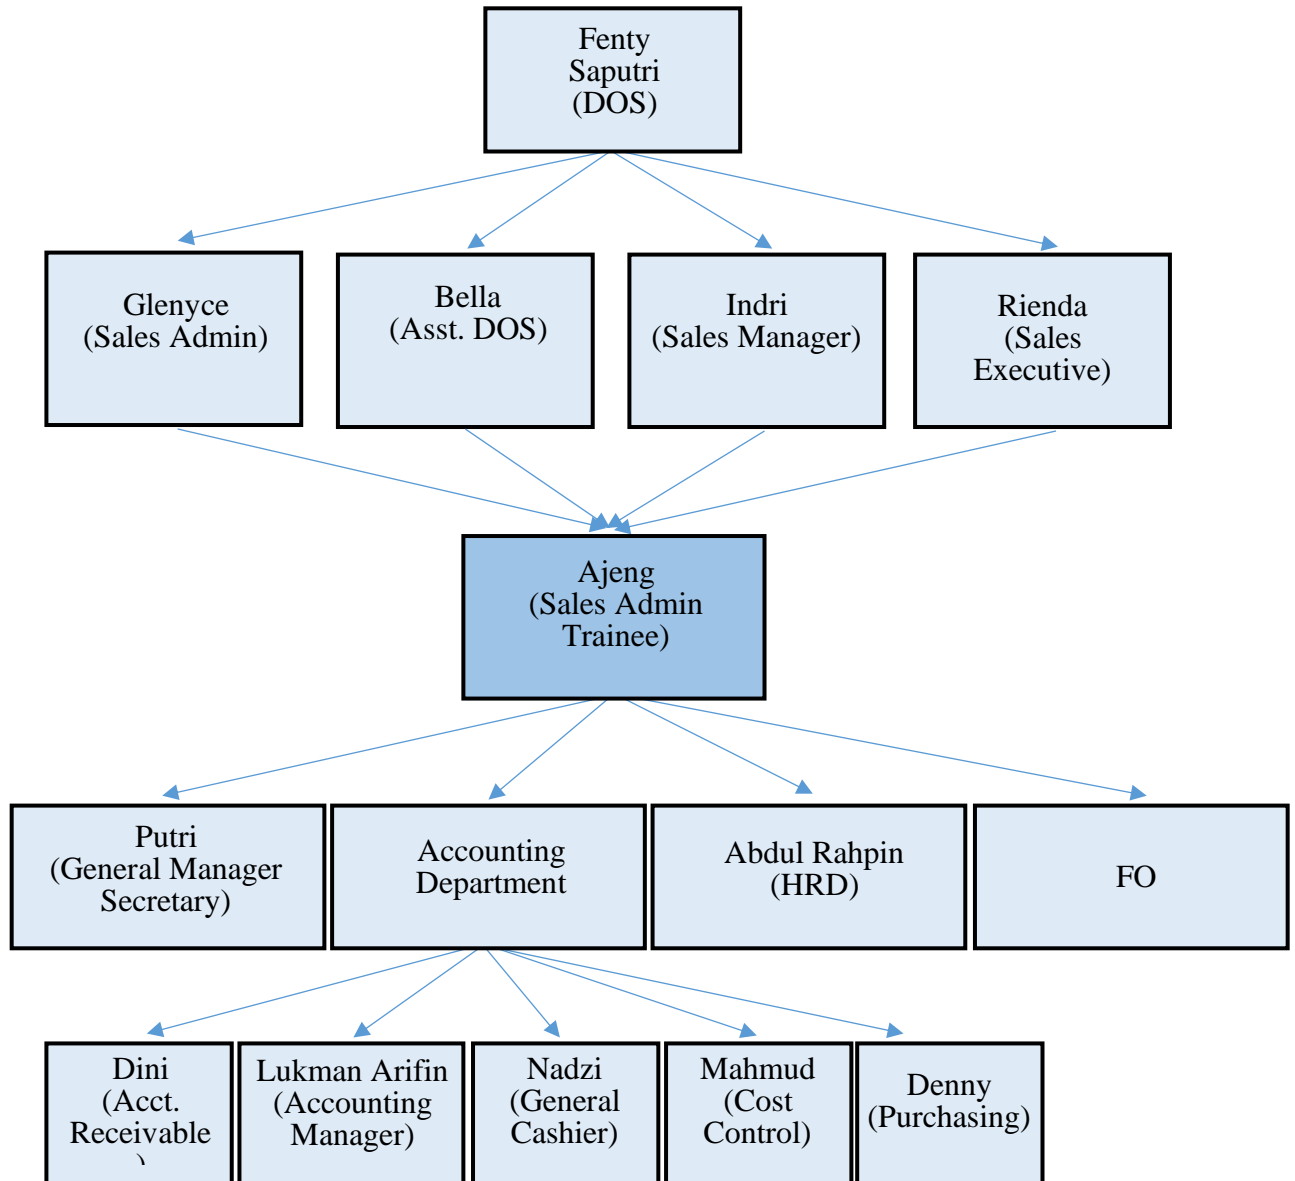 Fenty
Saputri
(DOS)
Glenyce
(Sales Admin)
Bella
(Asst. DOS)
Indri
(Sales Manager)
Rienda
(Sales
Executive)
Ajeng
(Sales Admin
Trainee)
Putri
(General Manager
Secretary)
Accounting
Department
Abdul Rahpin
(HRD)
FO
Dini
(Acct.
Receivable
)
Lukman Arifin
(Accounting
Manager)
Nadzi
(General
Cashier)
Mahmud
(Cost
Control)
Denny
(Purchasing)